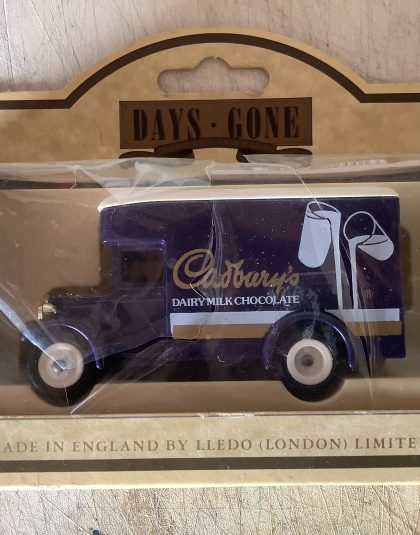 DAYS · GONE
Cadbury's
DAIRY MILK CHOCOLATE
®
ADE IN ENGLAND BY LLEDO (LONDON) LIMITE